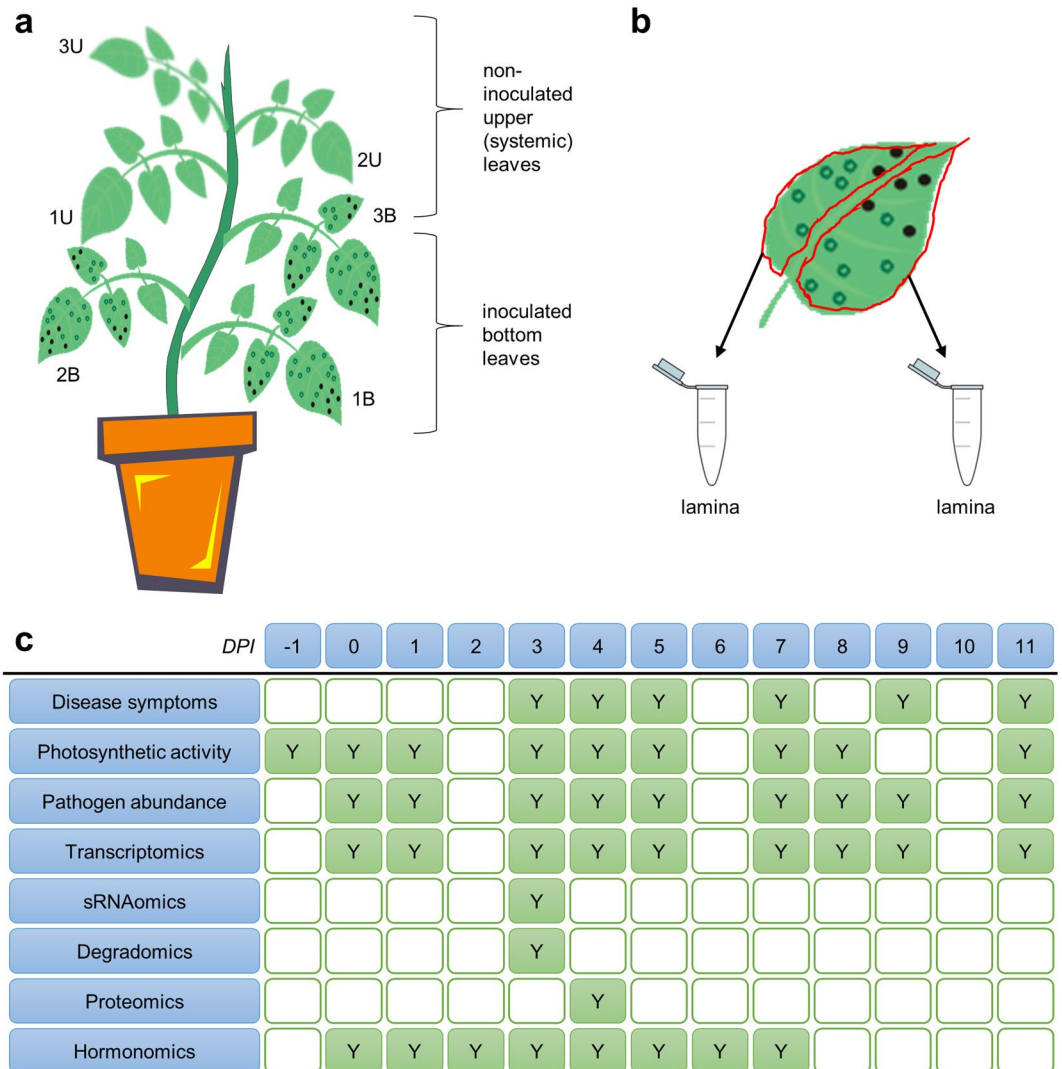 a
3U
2U
1U
3B
2B
1B
non-
inoculated
upper
(systemic)
leaves
inoculated
bottom
leaves
b
lamina
lamina
c
DPI -1 0 1 2 3 4 5 6 7 8 9 10 11
Disease symptoms Y Y Y Y Y Y
Photosynthetic activity Y Y Y Y Y Y Y Y Y
Pathogen abundance Y Y Y Y Y Y Y Y Y
Transcriptomics Y Y Y Y Y Y Y Y Y
sRNAomics Y
Degradomics Y
Proteomics Y
Hormonomics Y Y Y Y Y Y Y Y